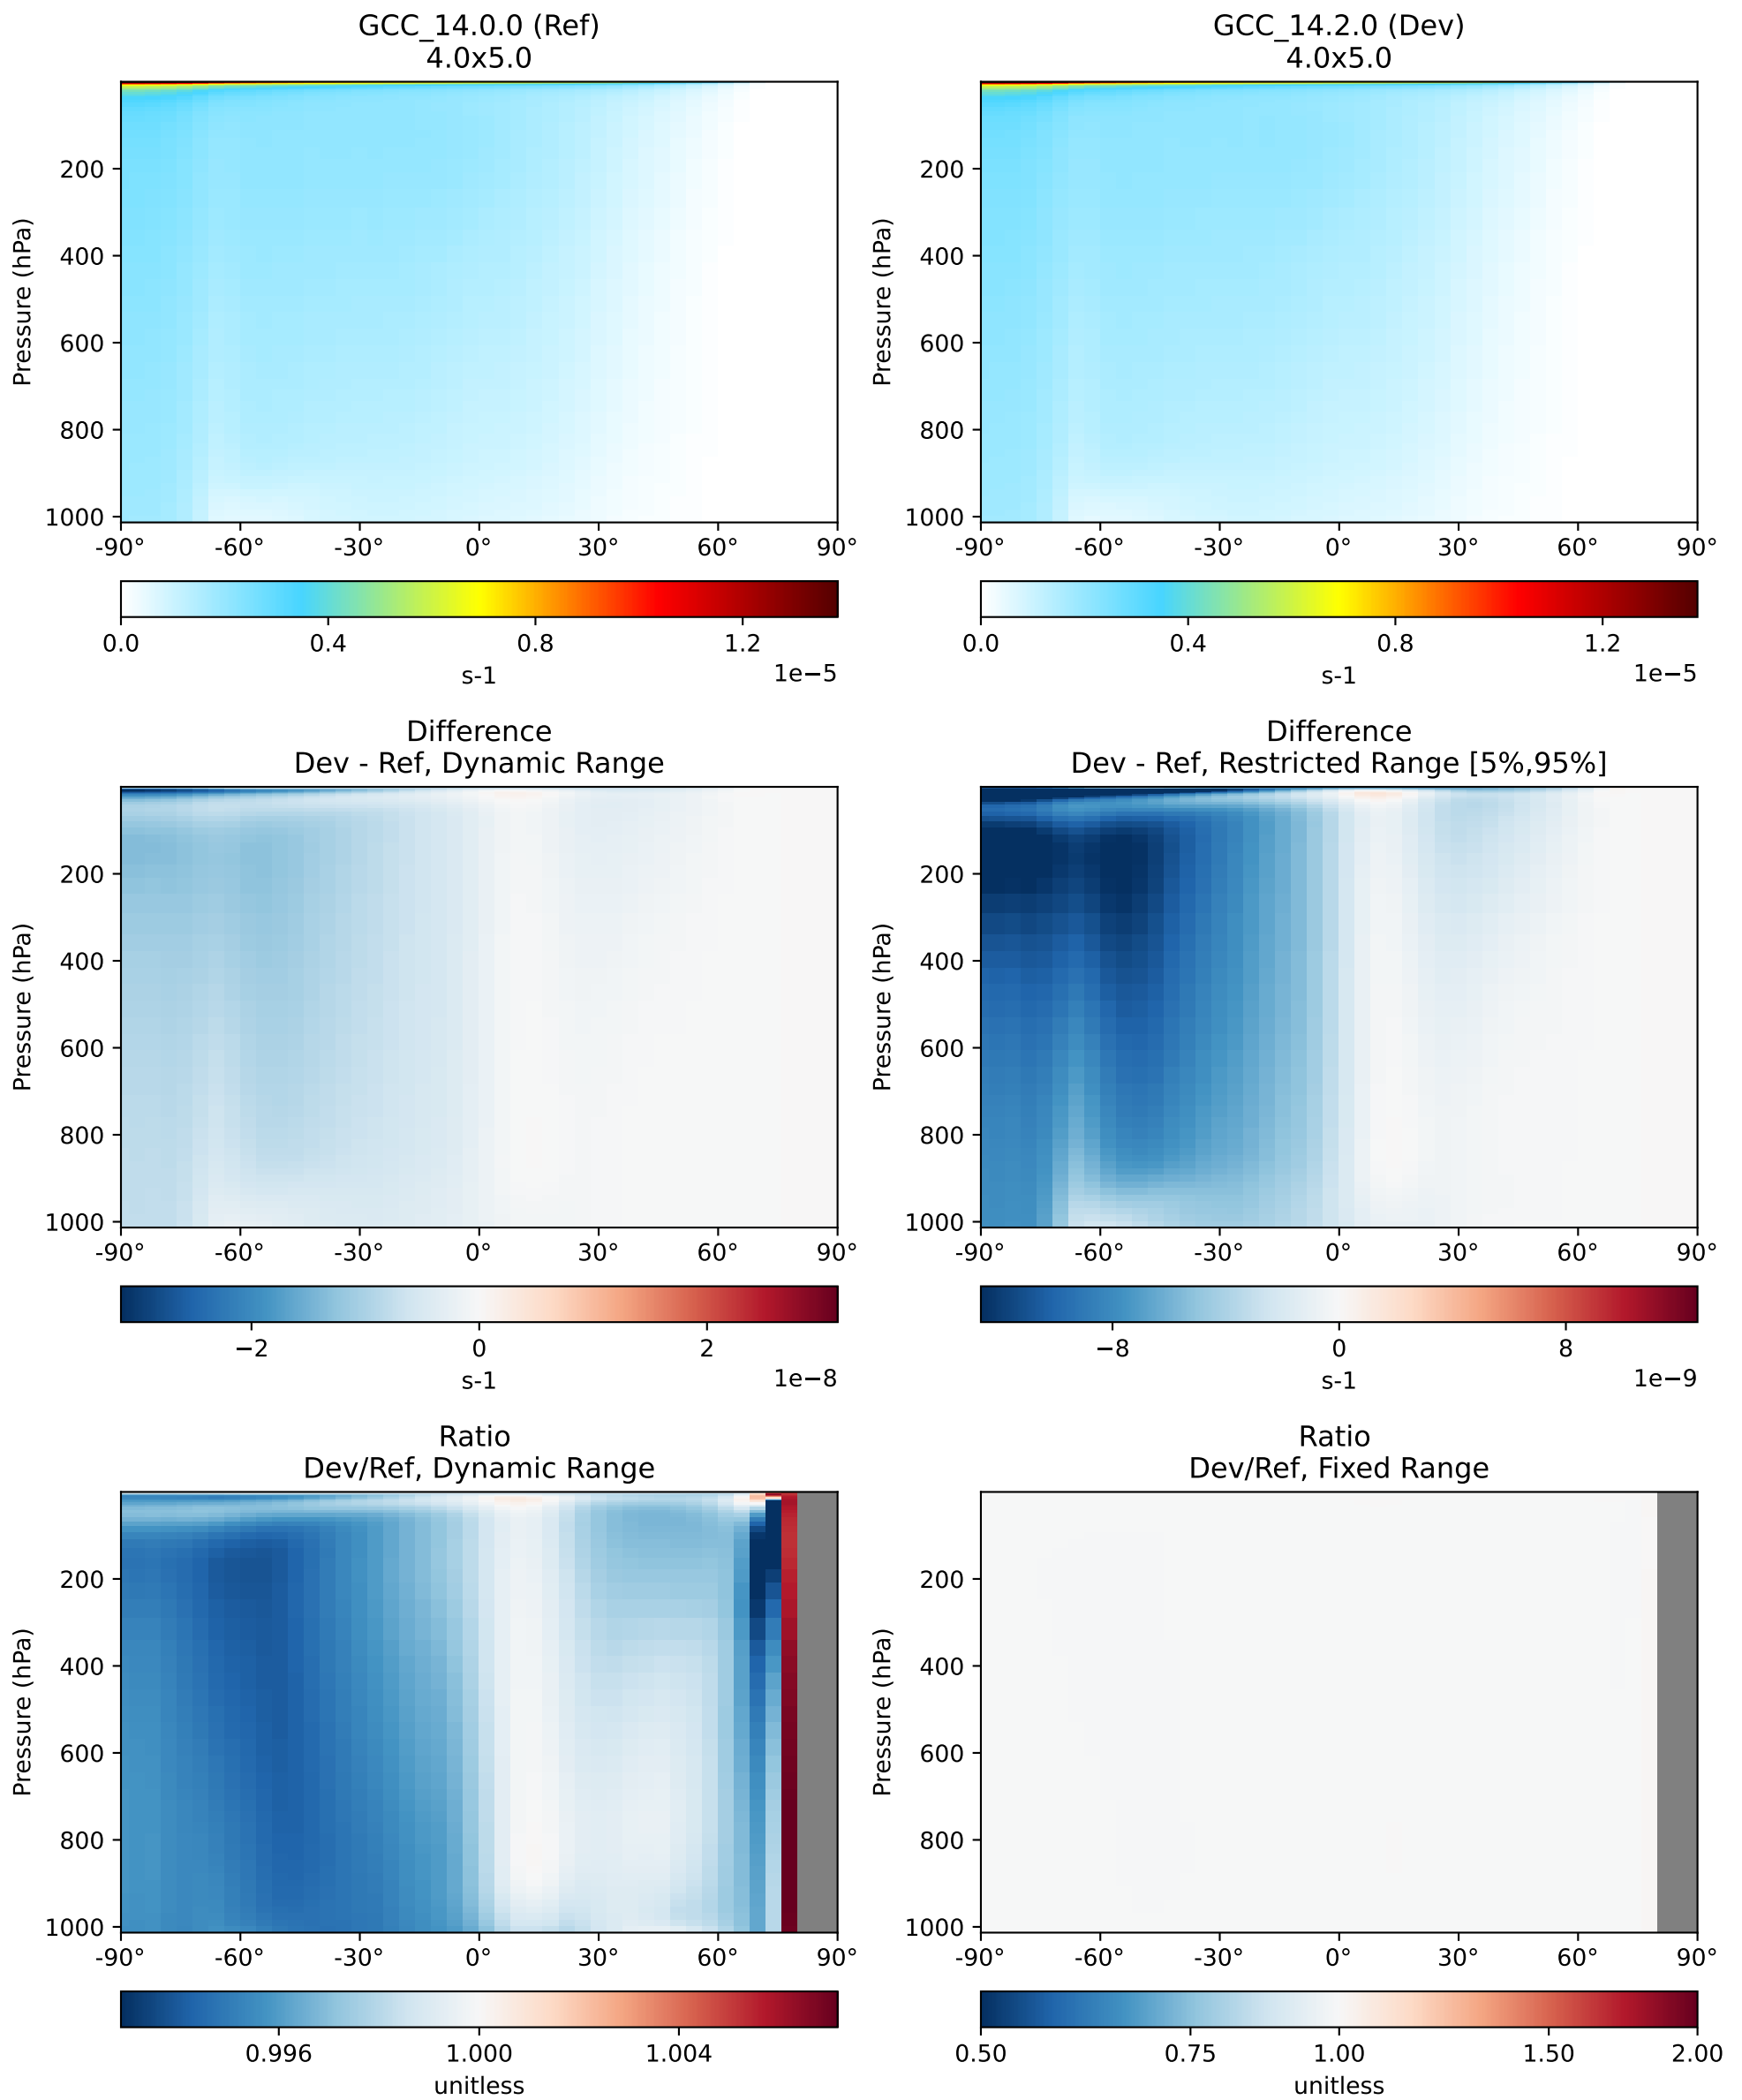 GCC_14.0.0 (Ref)
4.0x5.0
Pressure (hPa)
200
400
600
800
1000
-90° -60° -30° 0° 30° 60° 90°
0.0 0.4 0.8 1.2
s-1
1e−5
GCC_14.2.0 (Dev)
4.0x5.0
Pressure (hPa)
200
400
600
800
1000
-90° -60° -30° 0° 30° 60° 90°
0.0 0.4 0.8 1.2
s-1
1e−5
Difference
Dev - Ref, Dynamic Range
Pressure (hPa)
200
400
600
800
1000
-90° -60° -30° 0° 30° 60° 90°
−2 0 2
s-1
1e−8
Difference
Dev - Ref, Restricted Range [5%,95%]
Pressure (hPa)
200
400
600
800
1000
-90° -60° -30° 0° 30° 60° 90°
−8 0 8
s-1
1e−9
Ratio
Dev/Ref, Dynamic Range
Pressure (hPa)
200
400
600
800
1000
-90° -60° -30° 0° 30° 60° 90°
0.996 1.000 1.004
unitless
Ratio
Dev/Ref, Fixed Range
Pressure (hPa)
200
400
600
800
1000
-90° -60° -30° 0° 30° 60° 90°
0.50 0.75 1.00 1.50 2.00
unitless